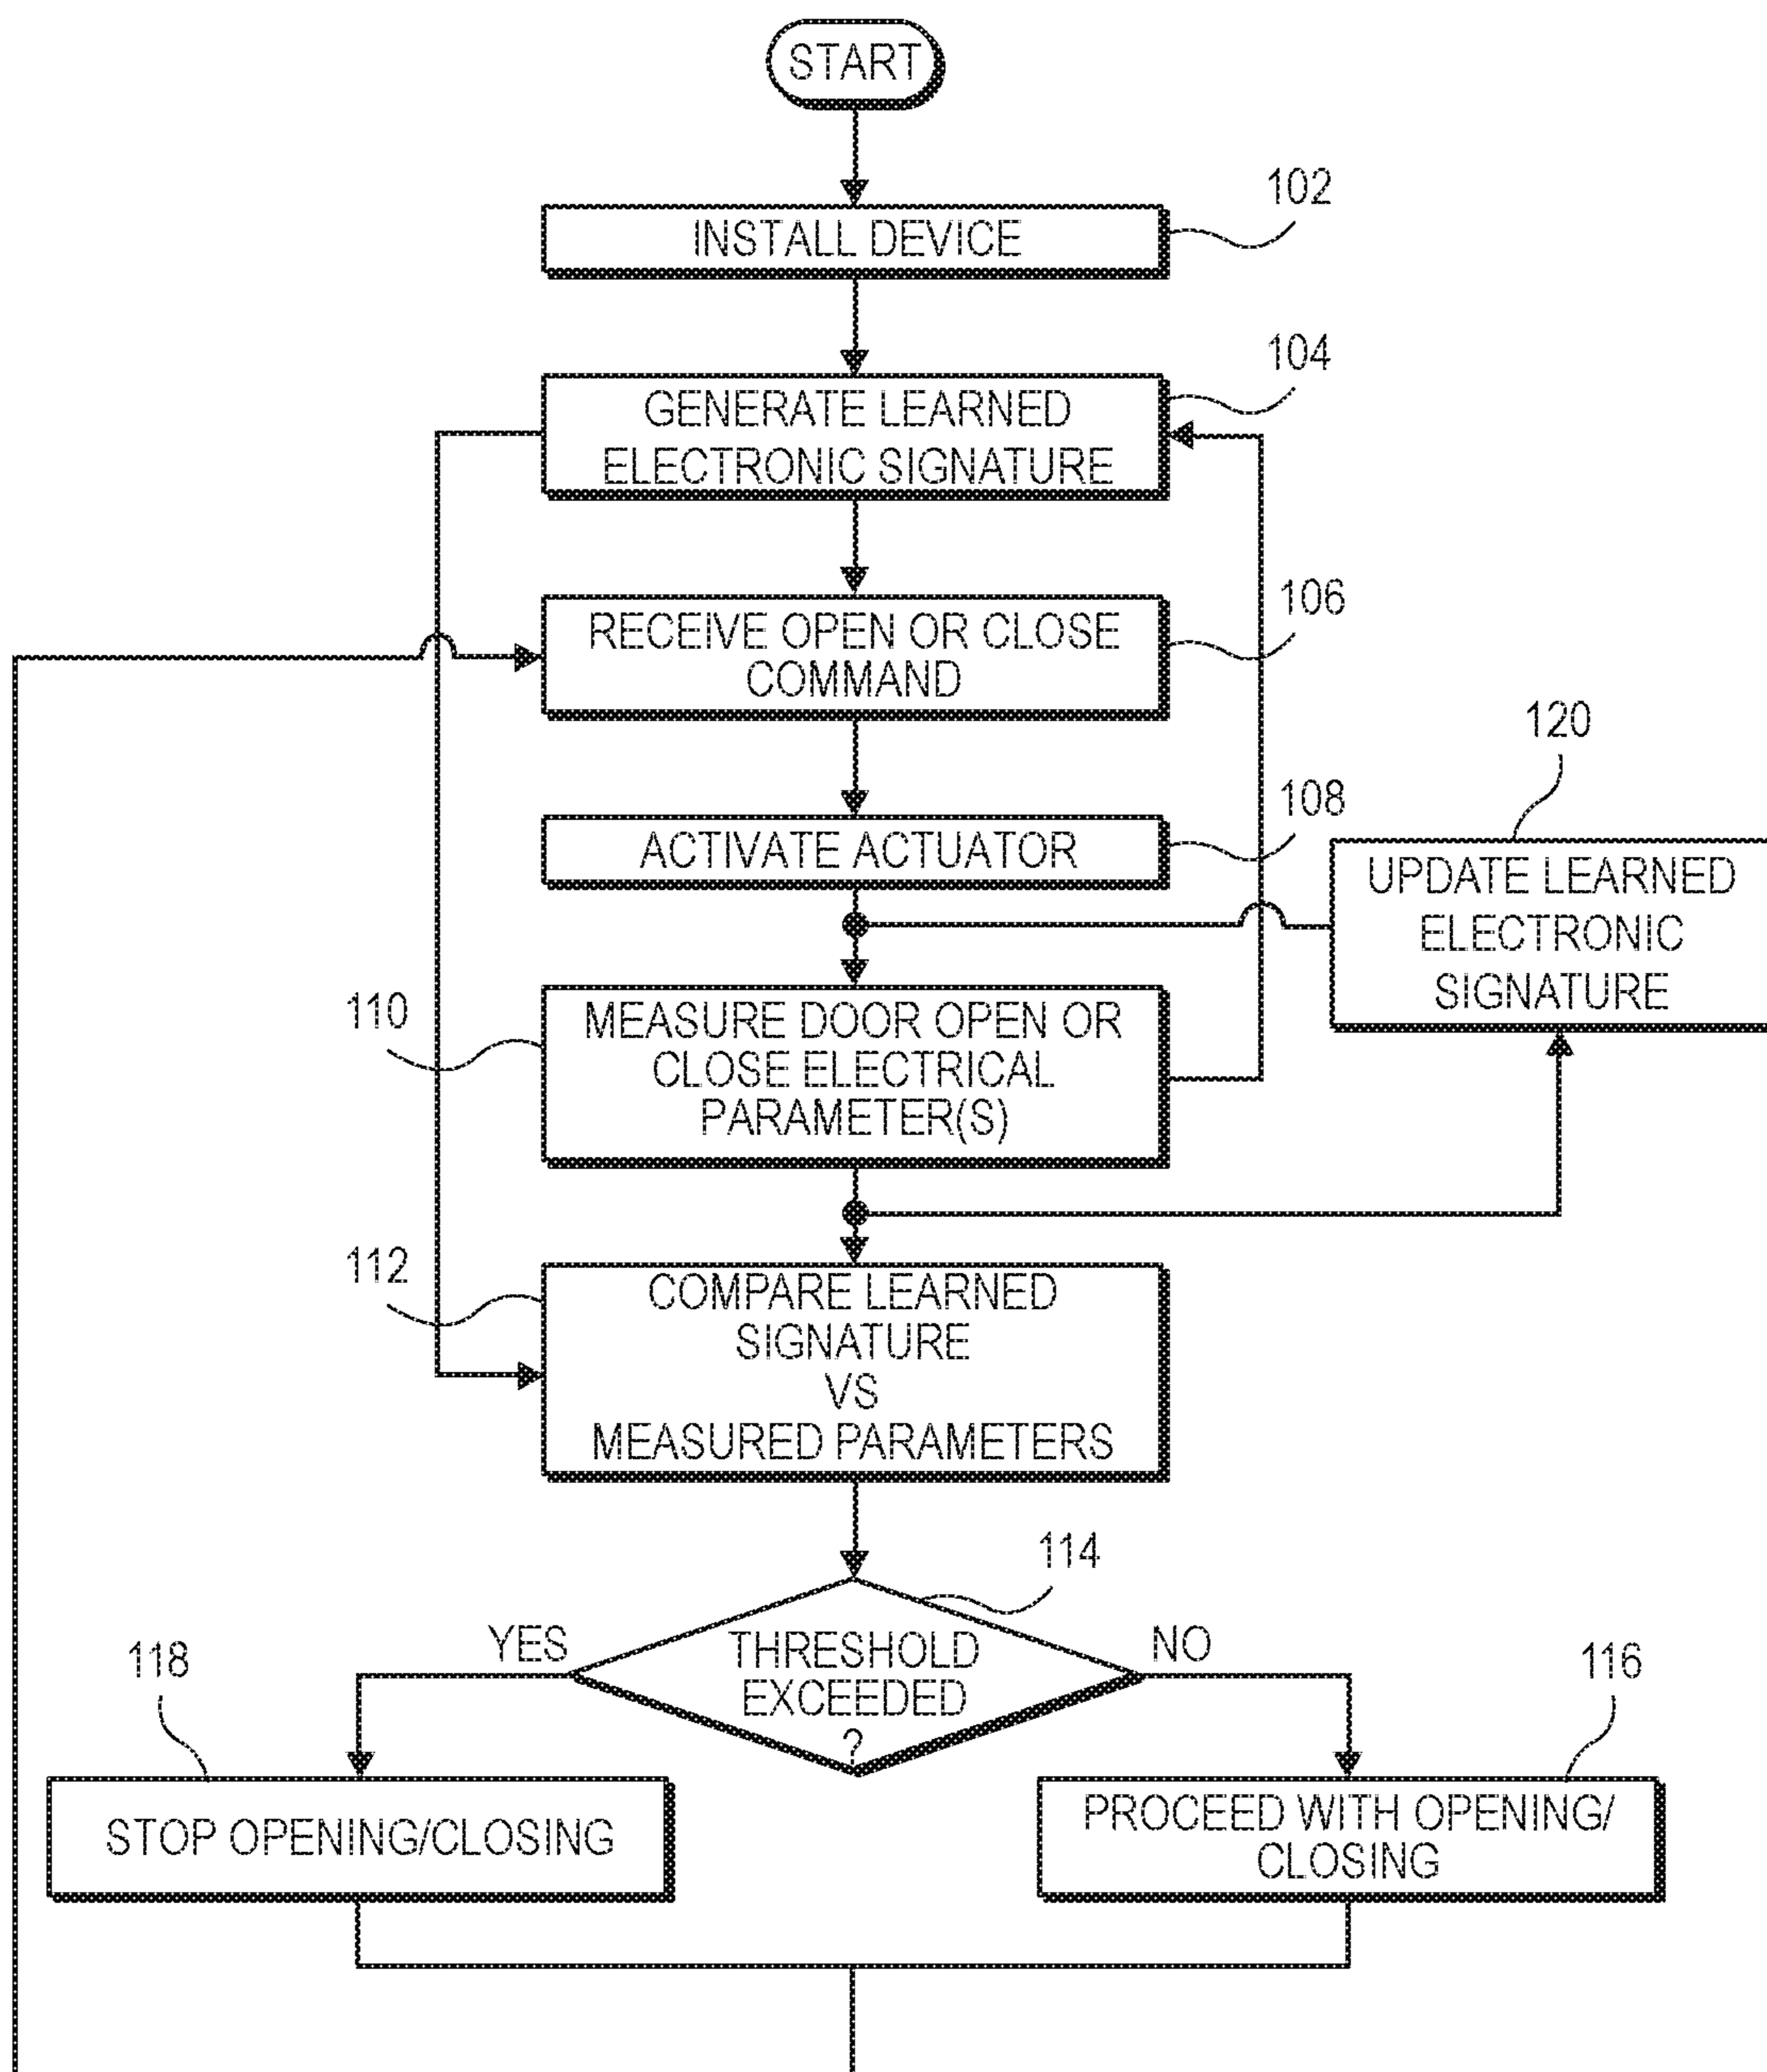 START
102
INSTALL DEVICE
104
GENERATE LEARNED
ELECTRONIC SIGNATURE
106
RECEIVE OPEN OR CLOSE
COMMAND
120
108
ACTIVATE ACTUATOR
UPDATE LEARNED
ELECTRONIC
SIGNATURE
110
MEASURE DOOR OPEN OR
CLOSE ELECTRICAL
PARAMETER(S)
112
COMPARE LEARNED
SIGNATURE
VS
MEASURED PARAMETERS
114
YES
THRESHOLD
EXCEEDED
?
NO
118
116
STOP OPENING/CLOSING
PROCEED WITH OPENING/
CLOSING